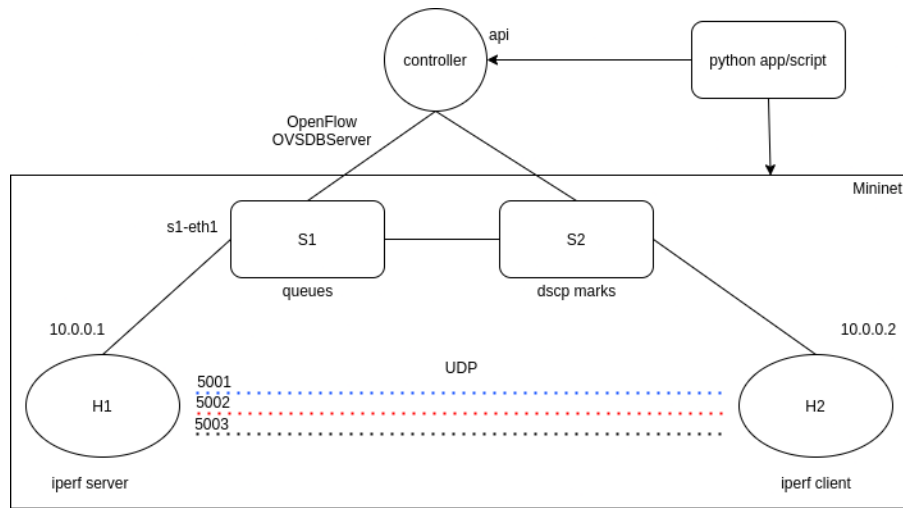 api
controller
python app/script
OpenFlow
OVSDBServer
Mininet
s1-eth1
S1
S2
queues
dscp marks
10.0.0.1
10.0.0.2
UDP
5001
5002
5003
H1
H2
iperf server
iperf client